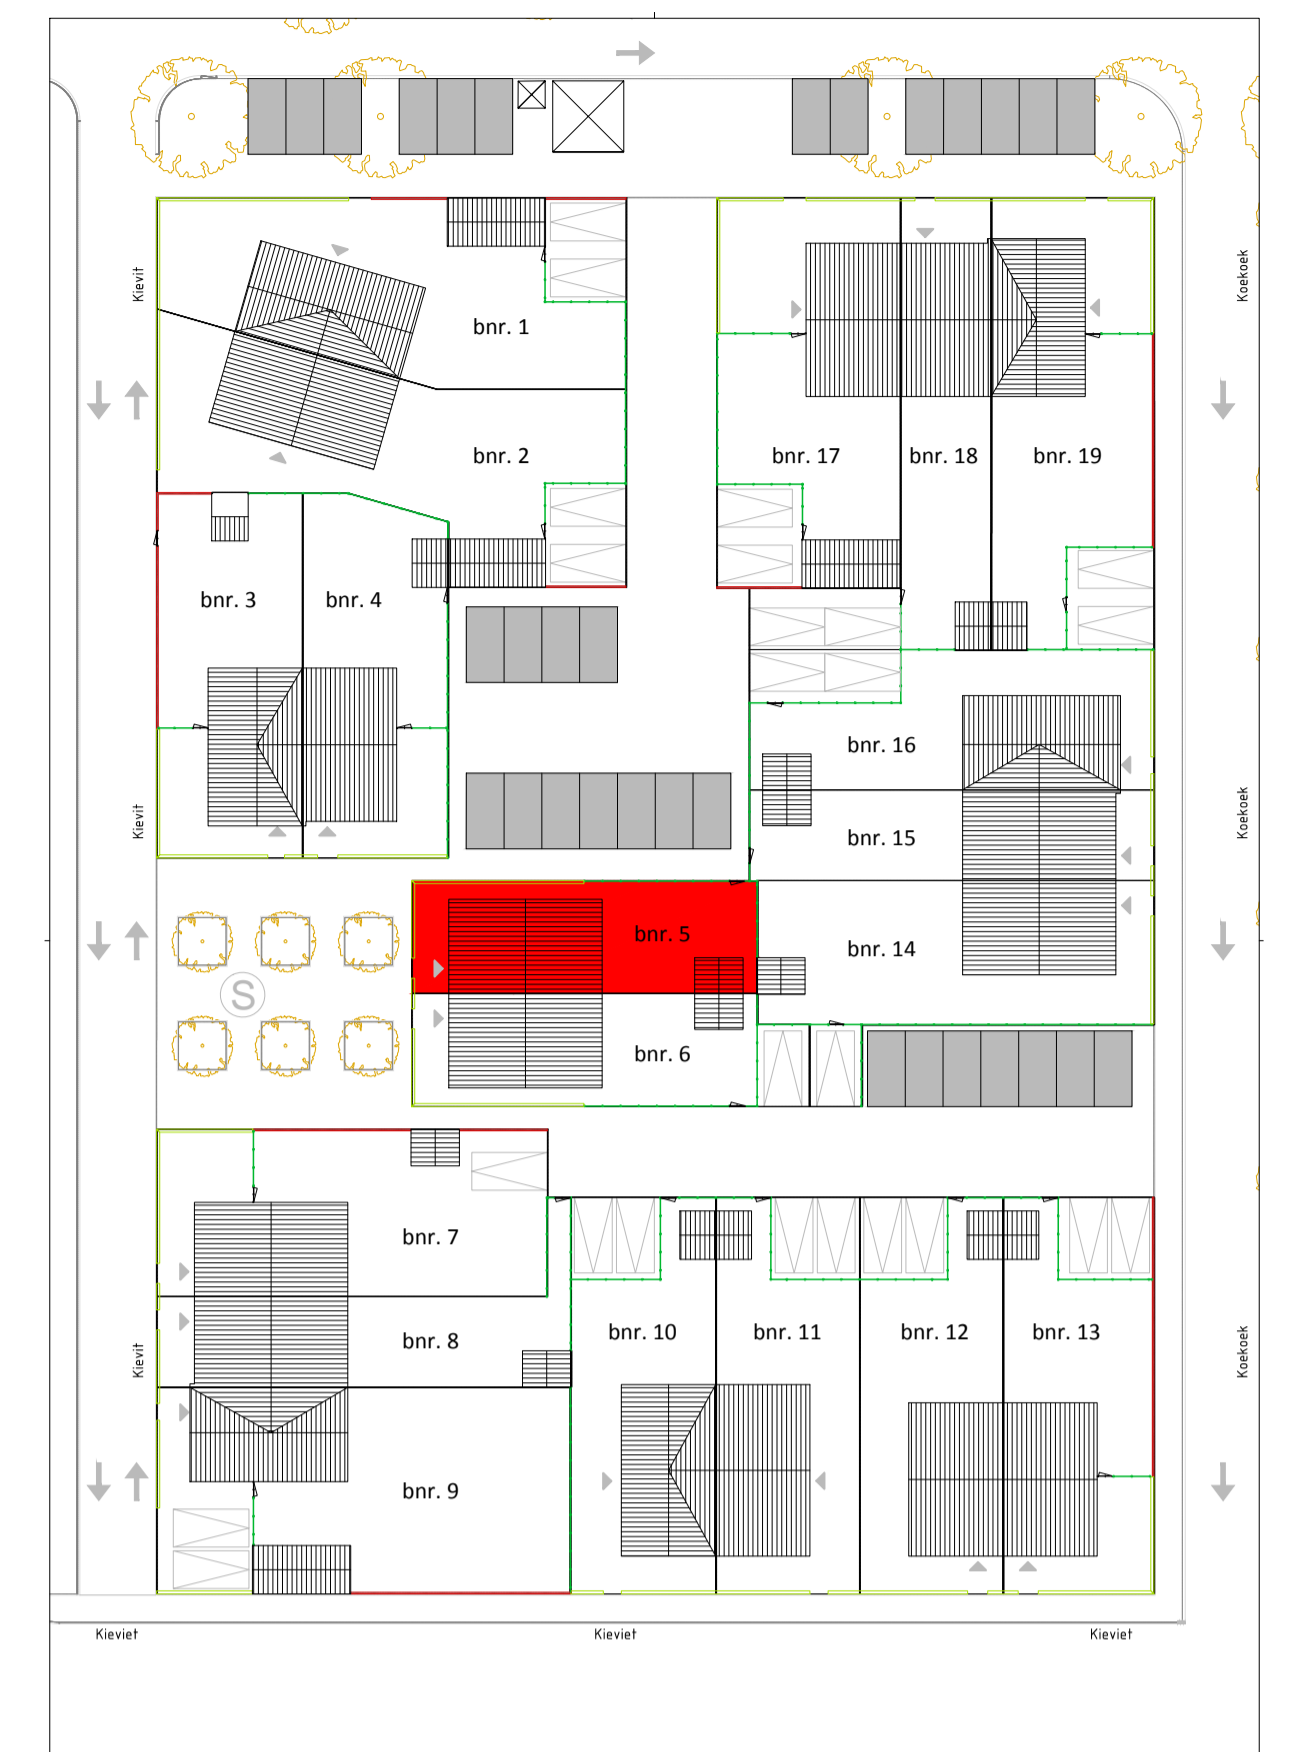 Kievit
Koekoek
bnr. 1
bnr. 2
bnr. 17
bnr. 18
bnr. 19
bnr. 3
bnr. 4
bnr. 16
Kievit
Koekoek
bnr. 15
bnr. 5
bnr. 14
S
bnr. 6
bnr. 7
bnr. 8
bnr. 10
bnr. 11
bnr. 12
bnr. 13
Kievit
Koekoek
bnr. 9
Kieviet
Kieviet
Kieviet